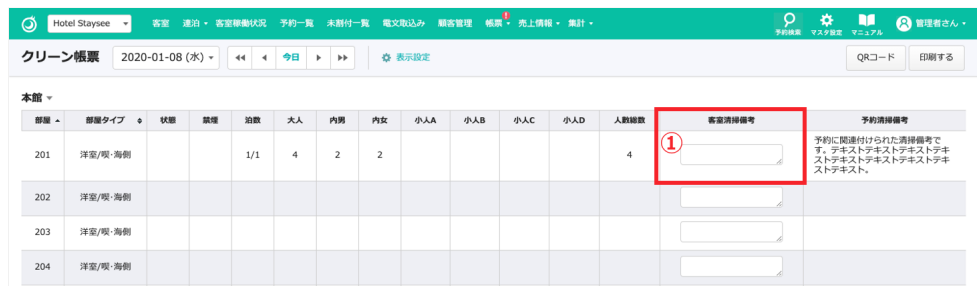 Hotel Staysee 客室 連泊 客室稼働状況 予約一覧 未割付一覧 電文取込み 顧客管理 帳票 売上情報 集計 予約検索 マスタ設定 マニュアル 管理者さん
クリーン帳票 2020-01-08 (水) 今日 表示設定 QRコード 印刷する
本館
部屋 部屋タイプ 状態 禁煙 泊数 大人 内男 内女 小人A 小人B 小人C 小人D 人数総数 客室清掃備考 予約清掃備考
①
201 洋室/喫・海側 1/1 4 2 2 4
予約に関連付けられた清掃備考で
す。テキストテキストテキストテキ
ストテキストテキストテキストテキ
ストテキスト。
202 洋室/喫・海側
203 洋室/喫・海側
204 洋室/喫・海側